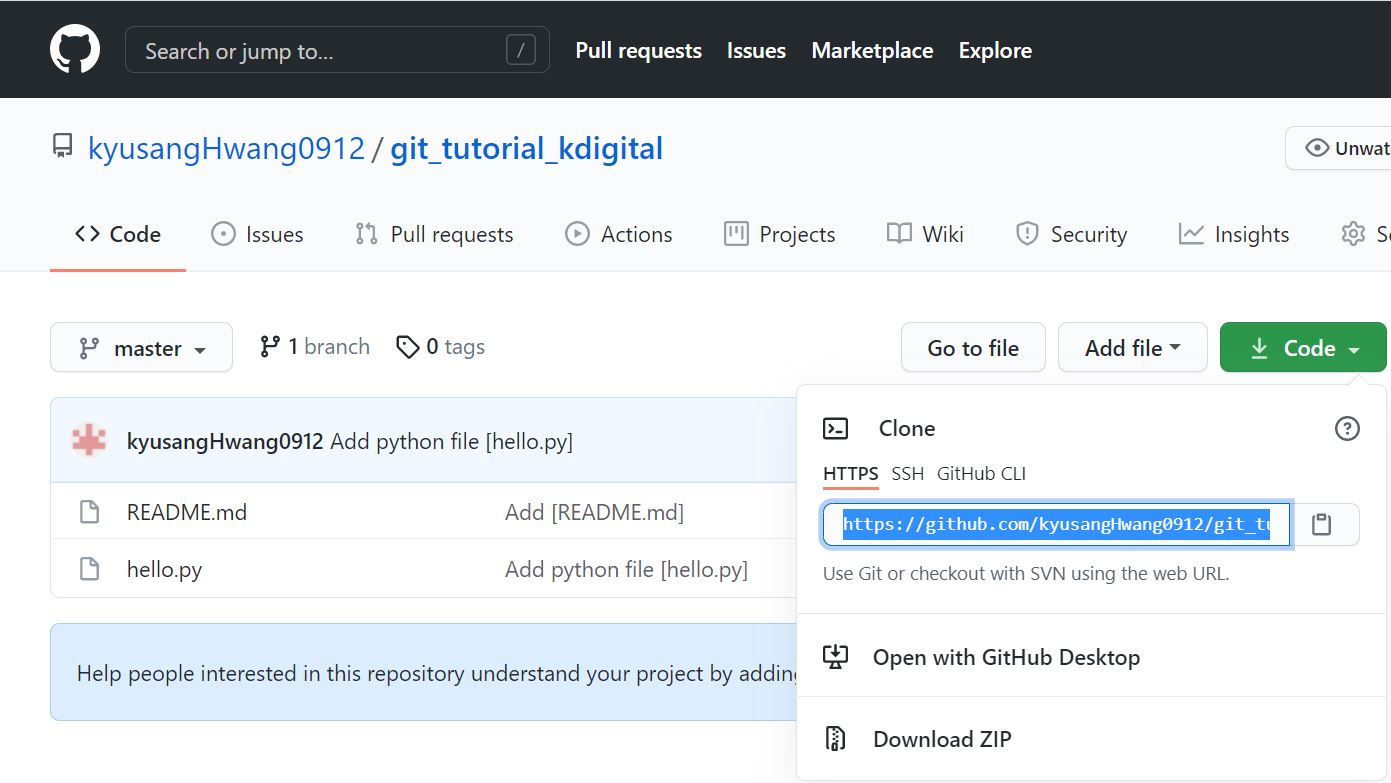 Search or jump to... /
Pull requests Issues Marketplace Explore
kyusangHwang0912 / git_tutorial_kdigital
Unwat
Code Issues Pull requests Actions Projects Wiki Security Insights Se
master 1 branch 0 tags Go to file Add file Code
kyusangHwang0912 Add python file [hello.py]
README.md Add [README.md]
hello.py Add python file [hello.py]
Help people interested in this repository understand your project by adding
Clone
HTTPS SSH GitHub CLI
https://github.com/kyusangHwang0912/git_tu
Use Git or checkout with SVN using the web URL.
Open with GitHub Desktop
Download ZIP